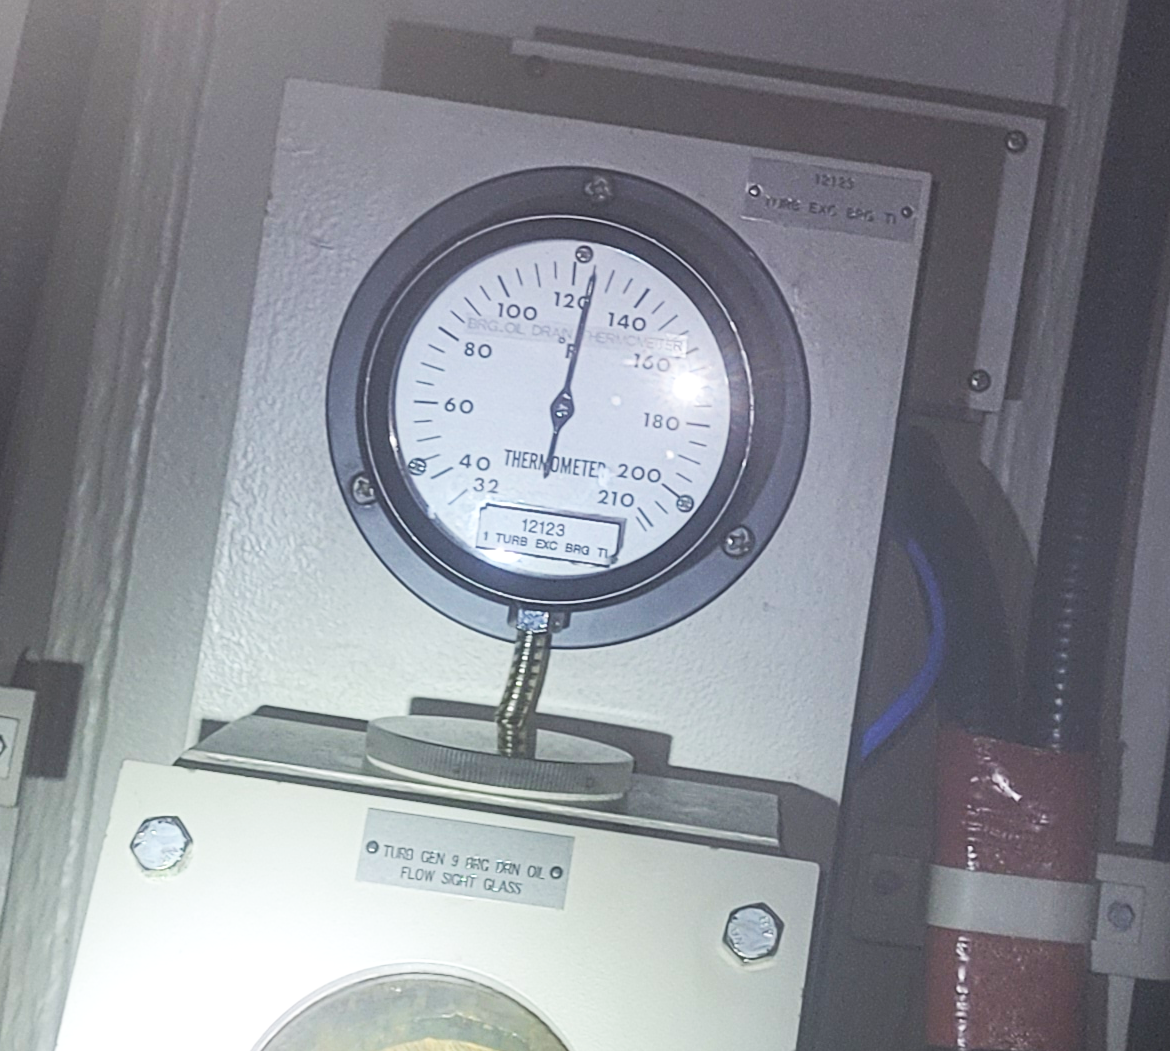 12123
TURB EXC BRG TI
120
100
140
BRG.OIL DRAIN THERMOMETER
°F
80
160
60
180
THERMOMETER
40
200
32
210
12123
1 TURB EXC BRG TI
TURB GEN 9 BRG DRN OIL
FLOW SIGHT GLASS